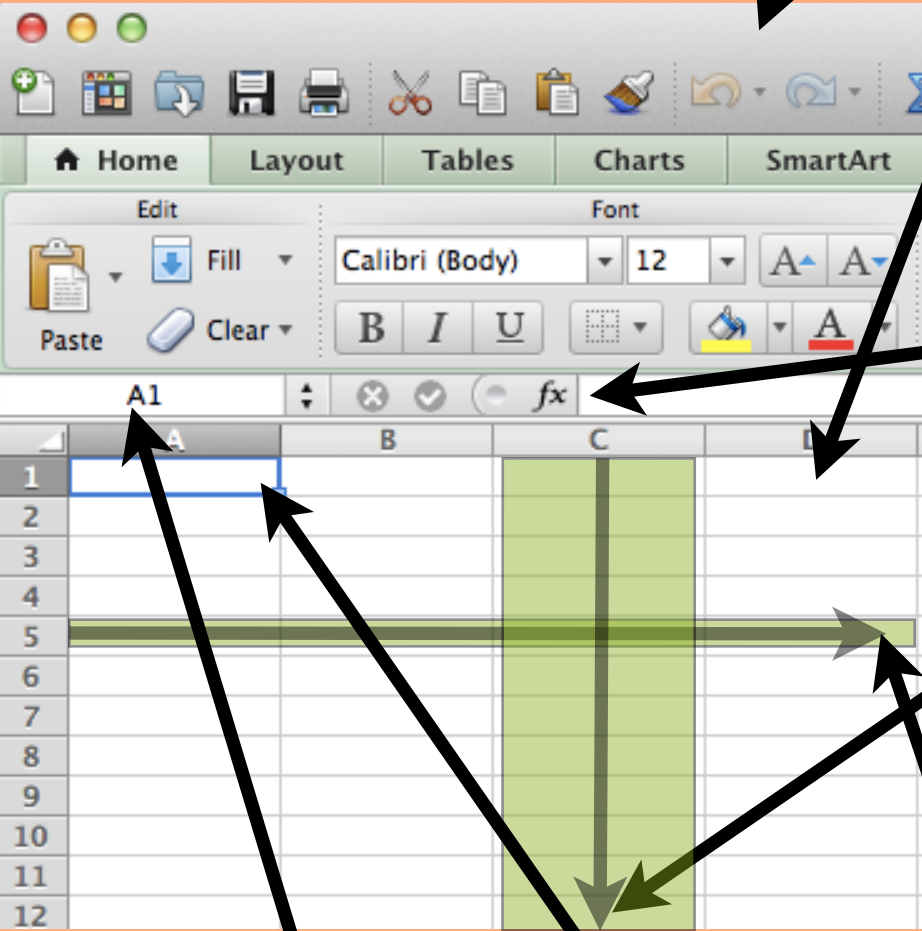 Home Layout Tables Charts SmartArt
Edit Font
Fill Calibri (Body) 12 A A
Paste Clear B I U A
A1 fx
A B C D
1
2
3
4
5
6
7
8
9
10
11
12